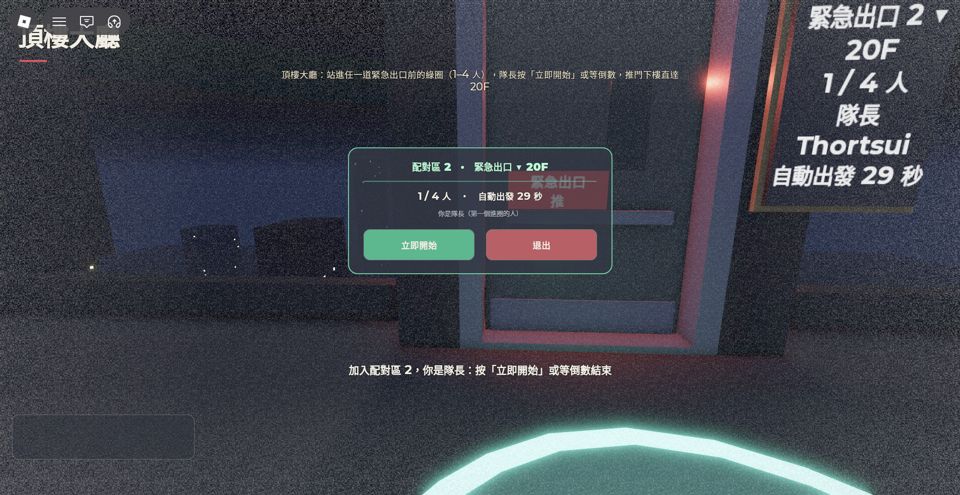 頂樓大廳
頂樓大廳：站進任一道緊急出口前的綠圈（1–4 人），隊長按「立即開始」或等倒數，推門下樓直達
20F
緊急出口 2 ▼
20F
1 / 4 人
隊長
Thortsui
自動出發 29 秒
配對區 2 • 緊急出口 ▼ 20F
緊急出口
推
1 / 4 人 • 自動出發 29 秒
你是隊長（第一個進圈的人）
立即開始
退出
加入配對區 2，你是隊長：按「立即開始」或等倒數結束